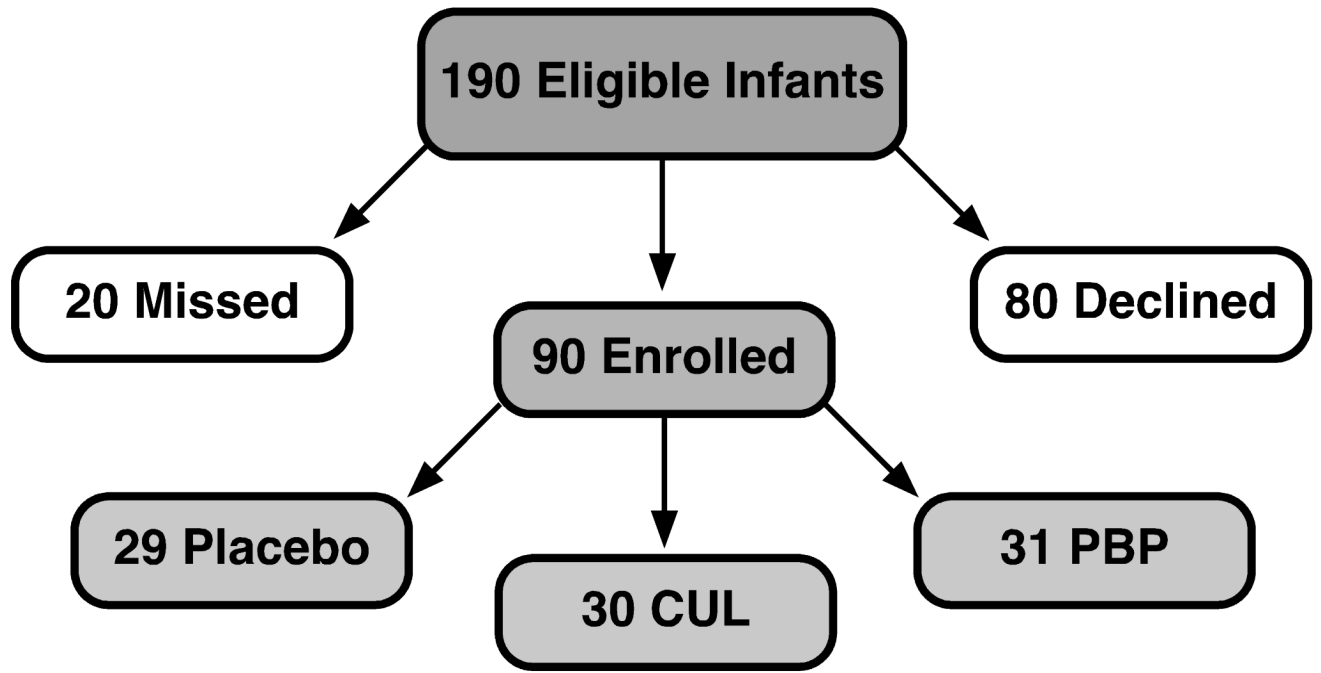 190 Eligible Infants
20 Missed
80 Declined
90 Enrolled
29 Placebo
31 PBP
30 CUL